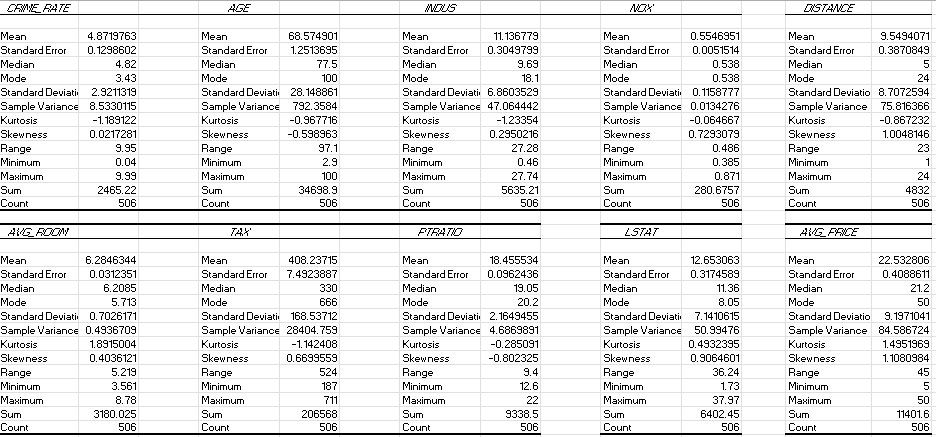 CRIME_RATE AGE INDUS NOX DISTANCE
Mean 4.8719763 Mean 68.574901 Mean 11.136779 Mean 0.5546951 Mean 9.5494071
Standard Error 0.1298602 Standard Error 1.2513695 Standard Error 0.3049799 Standard Error 0.0051514 Standard Error 0.3870849
Median 4.82 Median 77.5 Median 9.69 Median 0.538 Median 5
Mode 3.43 Mode 100 Mode 18.1 Mode 0.538 Mode 24
Standard Deviati 2.9211319 Standard Deviati 28.148861 Standard Deviati 6.8603529 Standard Deviati 0.1158777 Standard Deviatio 8.7072594
Sample Variance 8.5330115 Sample Variance 792.3584 Sample Variance 47.064442 Sample Variance 0.0134276 Sample Variance 75.816366
Kurtosis -1.189122 Kurtosis -0.967716 Kurtosis -1.23354 Kurtosis -0.064667 Kurtosis -0.867232
Skewness 0.0217281 Skewness -0.598963 Skewness 0.2950216 Skewness 0.7293079 Skewness 1.0048146
Range 9.95 Range 97.1 Range 27.28 Range 0.486 Range 23
Minimum 0.04 Minimum 2.9 Minimum 0.46 Minimum 0.385 Minimum 1
Maximum 9.99 Maximum 100 Maximum 27.74 Maximum 0.871 Maximum 24
Sum 2465.22 Sum 34698.9 Sum 5635.21 Sum 280.6757 Sum 4832
Count 506 Count 506 Count 506 Count 506 Count 506
AVG_ROOM TAX PTRATIO LSTAT AVG_PRICE
Mean 6.2846344 Mean 408.23715 Mean 18.455534 Mean 12.653063 Mean 22.532806
Standard Error 0.0312351 Standard Error 7.4923887 Standard Error 0.0962436 Standard Error 0.3174589 Standard Error 0.4088611
Median 6.2085 Median 330 Median 19.05 Median 11.36 Median 21.2
Mode 5.713 Mode 666 Mode 20.2 Mode 8.05 Mode 50
Standard Deviati 0.7026171 Standard Deviati 168.53712 Standard Deviati 2.1649455 Standard Deviati 7.1410615 Standard Deviatio 9.1971041
Sample Variance 0.4936709 Sample Variance 28404.759 Sample Variance 4.6869891 Sample Variance 50.99476 Sample Variance 84.586724
Kurtosis 1.8915004 Kurtosis -1.142408 Kurtosis -0.285091 Kurtosis 0.4932395 Kurtosis 1.4951969
Skewness 0.4036121 Skewness 0.6699559 Skewness -0.802325 Skewness 0.9064601 Skewness 1.1080984
Range 5.219 Range 524 Range 9.4 Range 36.24 Range 45
Minimum 3.561 Minimum 187 Minimum 12.6 Minimum 1.73 Minimum 5
Maximum 8.78 Maximum 711 Maximum 22 Maximum 37.97 Maximum 50
Sum 3180.025 Sum 206568 Sum 9338.5 Sum 6402.45 Sum 11401.6
Count 506 Count 506 Count 506 Count 506 Count 506